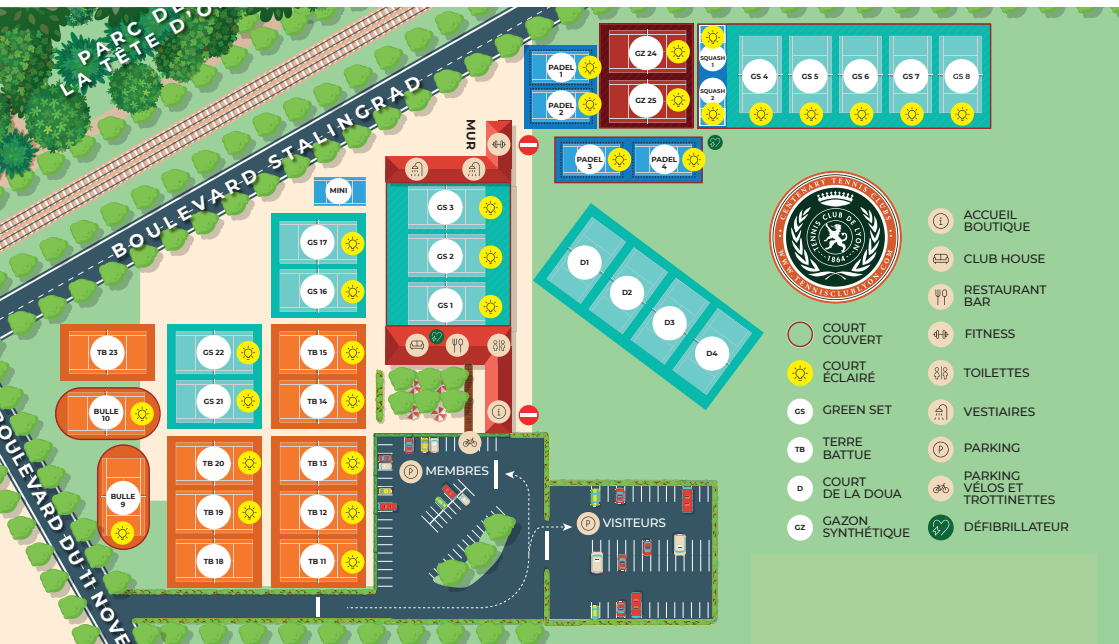 PARC DE
LA TÊTE D'O
BOULEVARD STALINGRAD
MUR
PADEL
1
PADEL
2
GZ 24
GZ 25
SQUASH
1
SQUASH
2
GS 4
GS 5
GS 6
GS 7
GS 8
PADEL
3
PADEL
4
MINI
GS 17
GS 16
GS 3
GS 2
GS 1
D1
D2
D3
D4
TB 23
GS 22
GS 21
TB 15
TB 14
BULLE
10
BULLE
9
TB 20
TB 19
TB 18
TB 13
TB 12
TB 11
i
P MEMBRES
P VISITEURS
BOULEVARD DU 11 NOVE
CENTENARY TENNIS CLUBS
TENNIS CLUB DE LYON
1864
WWW.TENNISCLUBLYON.COM
COURT
COUVERT
COURT
ÉCLAIRÉ
GS GREEN SET
TB TERRE
BATTUE
D COURT
DE LA DOUA
GZ GAZON
SYNTHÉTIQUE
i ACCUEIL
BOUTIQUE
CLUB HOUSE
RESTAURANT
BAR
FITNESS
TOILETTES
VESTIAIRES
P PARKING
PARKING
VÉLOS ET
TROTTINETTES
DÉFIBRILLATEUR